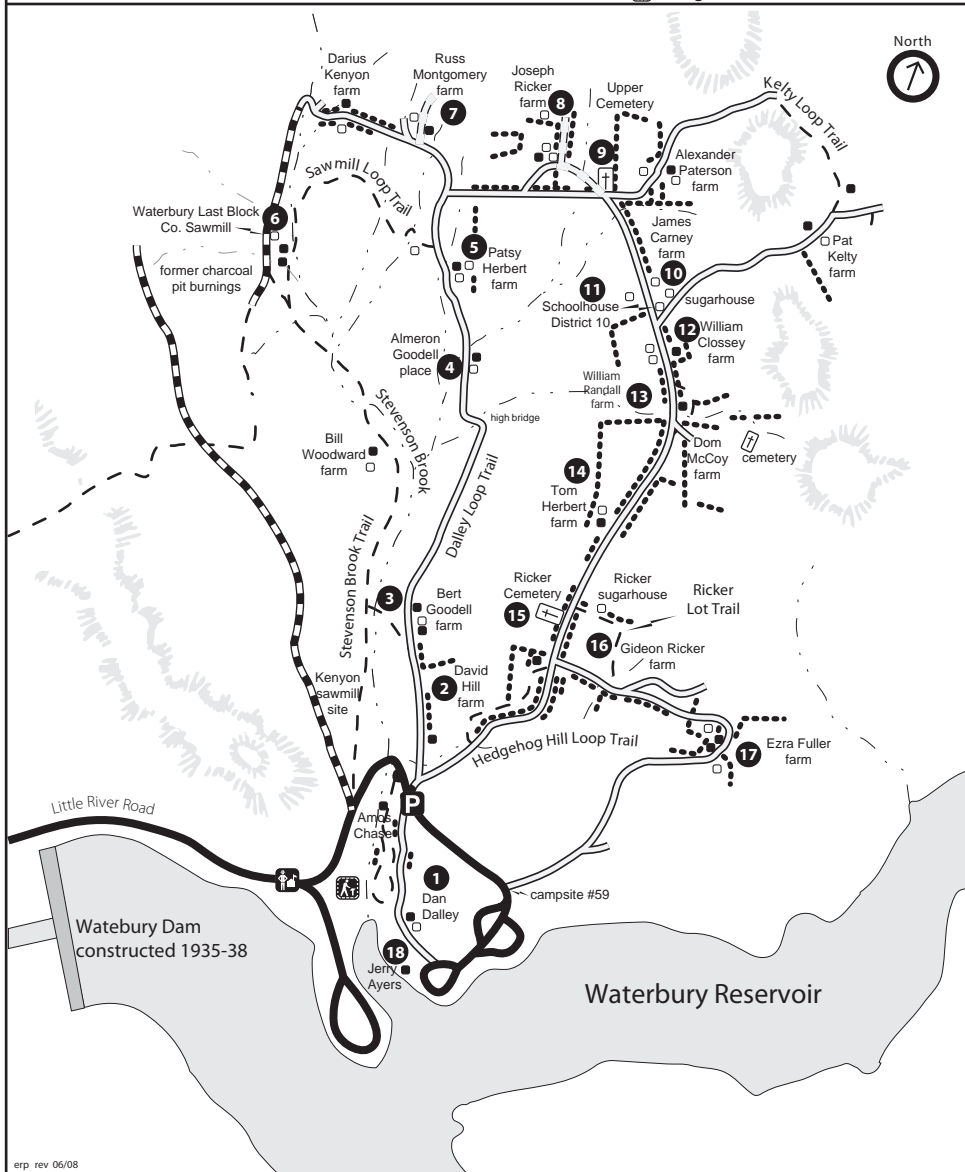 North
Darius
Kenyon
farm
Russ
Montgomery
farm
7
Joseph
Ricker
farm
8
Upper
Cemetery
9
Kelty Loop Trail
Alexander
Paterson
farm
Sawmill Loop Trail
Waterbury Last Block
Co. Sawmill
6
former charcoal
pit burnings
5
Patsy
Herbert
farm
James
Carney
farm
10
Pat
Kelty
farm
11
Schoolhouse
District 10
sugarhouse
12
William
Clossey
farm
Almeron
Goodell
place
4
William
Randall
farm
13
high bridge
Stevenson Brook
Bill
Woodward
farm
Dom
McCoy
farm
cemetery
14
Tom
Herbert
farm
Dalley Loop Trail
Stevenson Brook Trail
3
Bert
Goodell
farm
Ricker
Cemetery
15
Ricker
sugarhouse
Ricker
Lot Trail
16
Gideon Ricker
farm
2
David
Hill
farm
Kenyon
sawmill
site
Hedgehog Hill Loop Trail
17
Ezra Fuller
farm
Little River Road
P
Amos
Chase
1
Dan
Dalley
campsite #59
Watebury Dam
constructed 1935-38
18
Jerry
Ayers
Waterbury Reservoir
erp rev 06/08